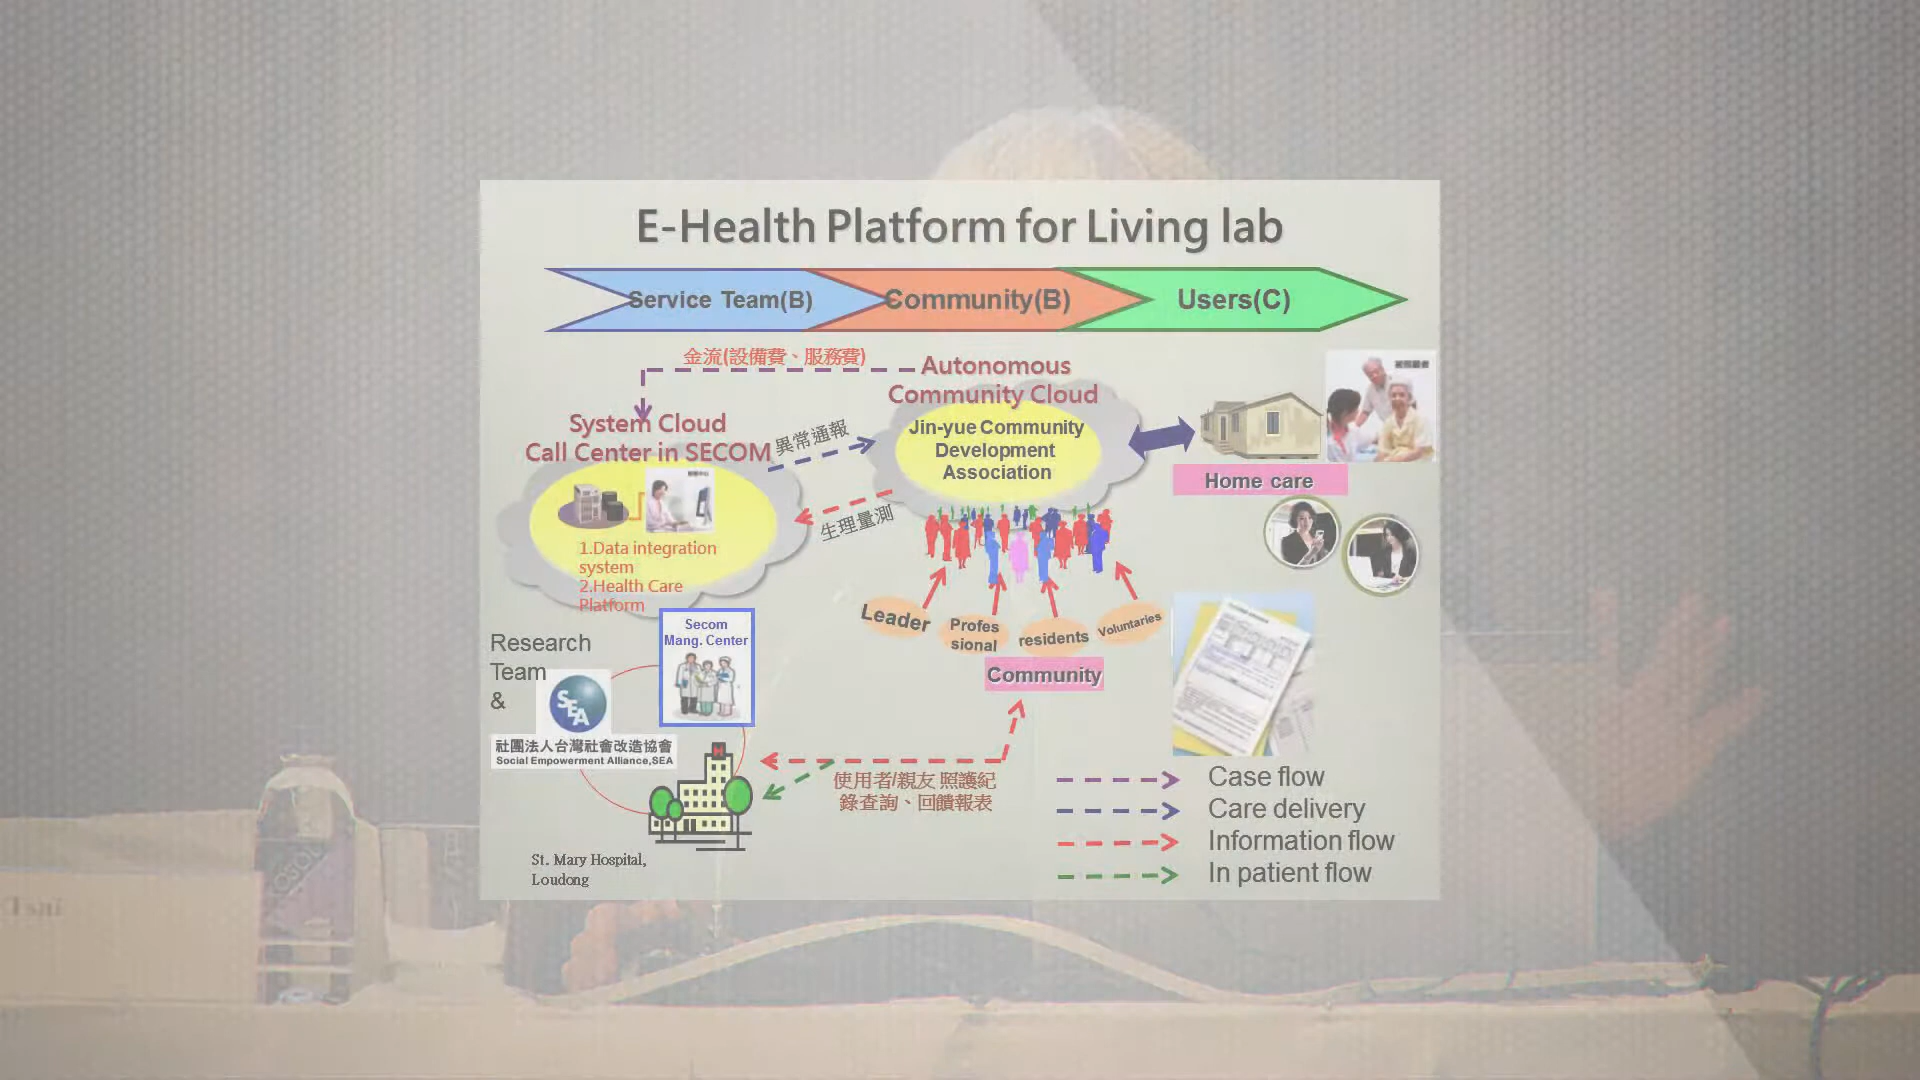 E-Health Platform for Living lab
Service Team(B)
Community(B)
Users(C)
金流(設備費、服務費)
Autonomous
Community Cloud
System Cloud
Call Center in SECOM
異常通報
Jin-yue Community
Development
Association
生理量測
Home care
1.Data integration
system
2.Health Care
Platform
Leader
Profes
sional
residents
Voluntaries
Community
Research
Team
&
Secom
Mang. Center
SEA
社團法人台灣社會改造協會
Social Empowerment Alliance,SEA
H
使用者/親友 照護紀
錄查詢、回饋報表
St. Mary Hospital,
Loudong
Case flow
Care delivery
Information flow
In patient flow